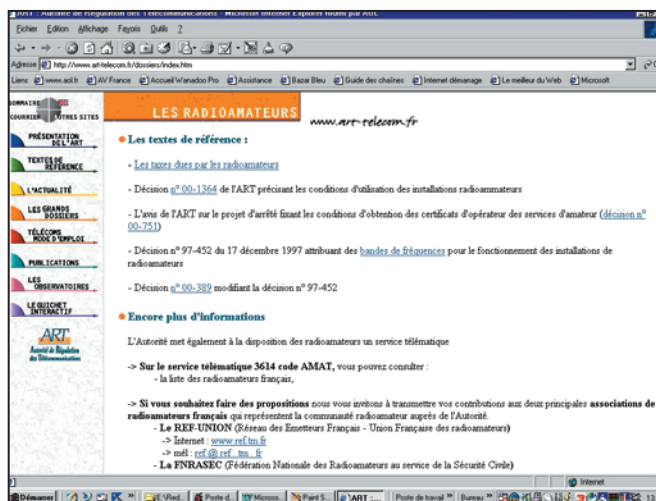 ART : Autorité de Régulation des Télécommunications - Microsoft Internet Explorer fourni par AOL
Fichier Edition Affichage Favoris Outils ?
Adresse http://www.art-telecom.fr/dossiers/index.htm
Liens www.aol.fr AV France Accueil Wanadoo Pro Assistance Bazar Bleu Guide des chaînes Internet démarrage Le meilleur du Web Microsoft
SOMMAIRE
COURRIER AUTRES SITES
LES RADIOAMATEURS
www.art-telecom.fr
PRÉSENTATION DE L'ART
TEXTES DE RÉFÉRENCE
L'ACTUALITÉ
LES GRANDS DOSSIERS
TÉLÉCOMS MODE D'EMPLOI
PUBLICATIONS
LES OBSERVATOIRES
LE GUICHET INTERACTIF
ART
Autorité de Régulation
des Télécommunications
Les textes de référence :
- Les taxes dues par les radioamateurs
- Décision n° 00-1364 de l'ART précisant les conditions d'utilisation des installations radioammateurs
- L'avis de l'ART sur le projet d'arrêté fixant les conditions d'obtention des certificats d'opérateur des services d'amateur (décision n°
00-751)
- Décision n° 97-452 du 17 décembre 1997 attribuant des bandes de fréquences pour le fonctionnement des installations de
radioamateurs
- Décision n° 00-389 modifiant la décision n° 97-452
Encore plus d'informations
L'Autorité met également à la disposition des radioamateurs un service télématique
-> Sur le service télématique 3614 code AMAT, vous pouvez consulter :
- la liste des radioamateurs français,
-> Si vous souhaitez faire des propositions nous vous invitons à transmettre vos contributions aux deux principales associations de
radioamateurs français qui représentent la communauté radioamateur auprès de l'Autorité.
- Le REF-UNION (Réseau des Emetteurs Français - Union Française des radioamateurs)
-> Internet : www.ref.tm.fr
-> mél : ref@ref...tm...fr
- La FNRASEC (Fédération Nationale des Radioamateurs au service de la Sécurité Civile)
Internet
Démarrer Poste d... Microso... Paint S... ART :... Poste de travail » Bureau »